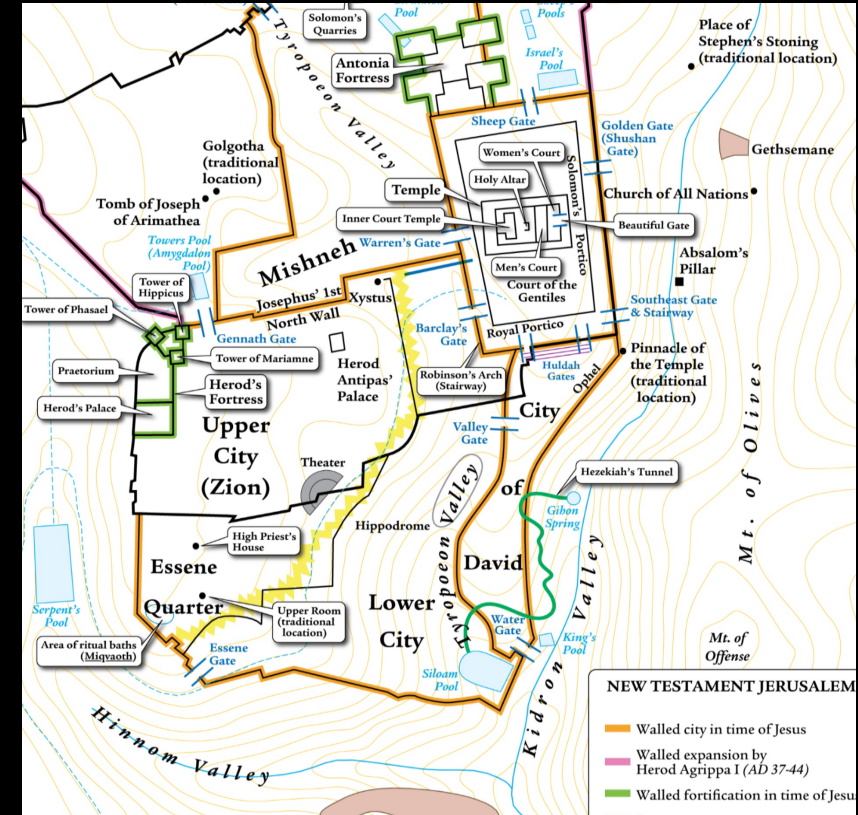 Solomon's
Quarries
Pool
Pools
Tyropoeon Valley
Antonia
Fortress
Israel's
Pool
Place of
Stephen's Stoning
(traditional location)
Sheep Gate
Golden Gate
(Shushan
Gate)
Gethsemane
Golgotha
(traditional
location)
Women's Court
Holy Altar
Solomon's Portico
Temple
Church of All Nations
Tomb of Joseph
of Arimathea
Inner Court Temple
Beautiful Gate
Towers Pool
(Amygdalon
Pool)
Mishneh
Warren's Gate
Men's Court
Court of the
Gentiles
Absalom's
Pillar
Tower of
Hippicus
Josephus' 1st
North Wall
Xystus
Tower of Phasael
Gennath Gate
Barclay's
Gate
Royal Portico
Southeast Gate
& Stairway
Tower of Mariamne
Herod
Antipas'
Palace
Robinson's Arch
(Stairway)
Huldah
Gates
Ophel
Pinnacle of
the Temple
(traditional
location)
Praetorium
Herod's
Fortress
Herod's Palace
Upper
City
(Zion)
Valley
Gate
City
of
David
Mt. of Olives
Theater
Hezekiah's Tunnel
Gihon
Spring
Hippodrome
Tyropoeon Valley
High Priest's
House
Essene
Quarter
Serpent's
Pool
Upper Room
(traditional
location)
Lower
City
Water
Gate
King's
Pool
Kidron Valley
Mt. of
Offense
Area of ritual baths
(Miqvaoth)
Essene
Gate
Siloam
Pool
Hinnom Valley
NEW TESTAMENT JERUSALEM
Walled city in time of Jesus
Walled expansion by
Herod Agrippa I (AD 37-44)
Walled fortification in time of Jesus